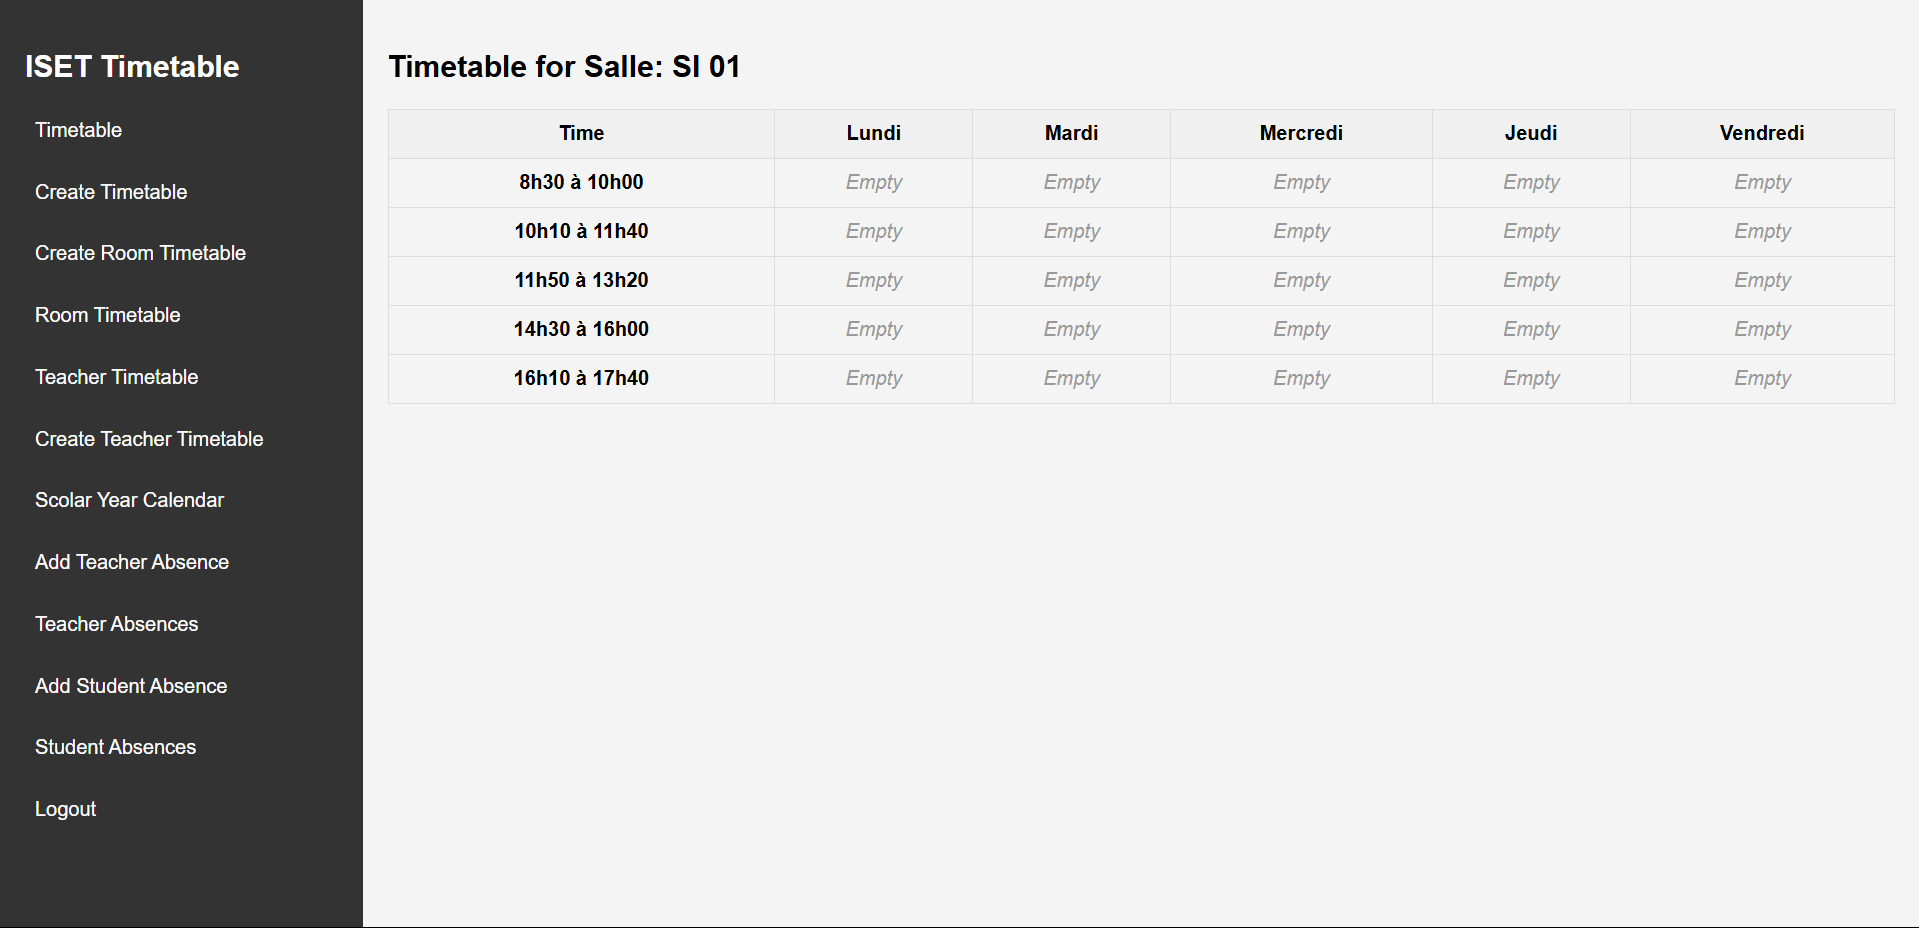 ISET Timetable
Timetable
Create Timetable
Create Room Timetable
Room Timetable
Teacher Timetable
Create Teacher Timetable
Scolar Year Calendar
Add Teacher Absence
Teacher Absences
Add Student Absence
Student Absences
Logout
Timetable for Salle: SI 01
Time Lundi Mardi Mercredi Jeudi Vendredi
8h30 à 10h00 Empty Empty Empty Empty Empty
10h10 à 11h40 Empty Empty Empty Empty Empty
11h50 à 13h20 Empty Empty Empty Empty Empty
14h30 à 16h00 Empty Empty Empty Empty Empty
16h10 à 17h40 Empty Empty Empty Empty Empty